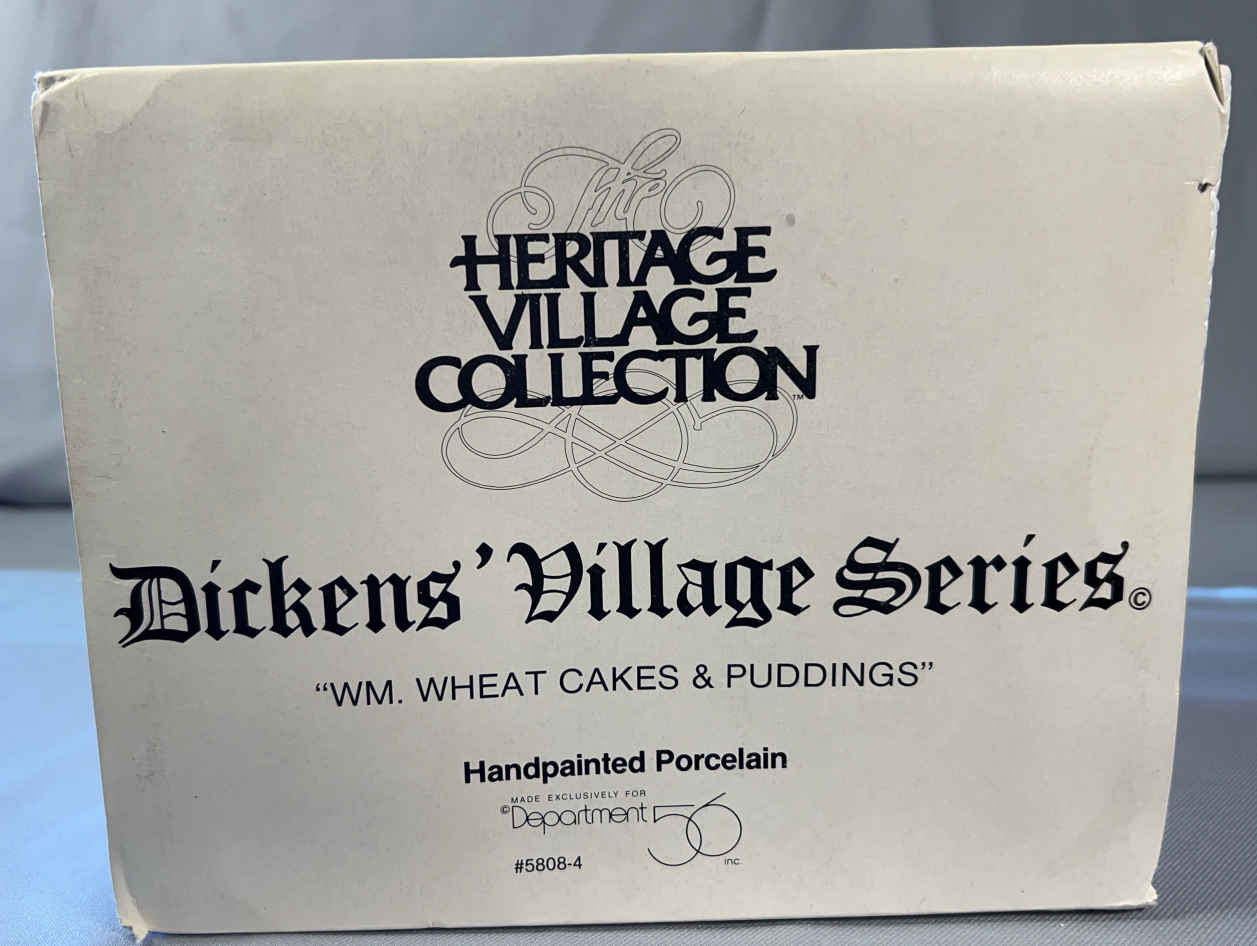 The
HERITAGE
VILLAGE
COLLECTION™
Dickens' Village Series©
“WM. WHEAT CAKES & PUDDINGS”
Handpainted Porcelain
MADE EXCLUSIVELY FOR
©Department 56 inc.
#5808-4